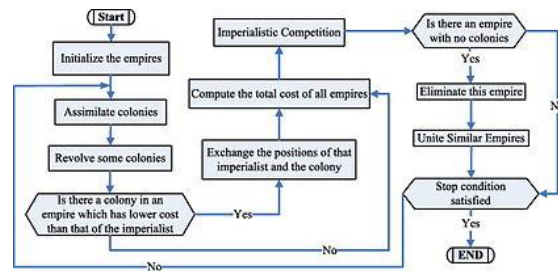 Start
Initialize the empires
Assimilate colonies
Revolve some colonies
Is there a colony in an
empire which has lower cost
than that of the imperialist
Yes
No
Exchange the positions of that
imperialist and the colony
Compute the total cost of all empires
Imperialistic Competition
Is there an empire
with no colonies
Yes
Eliminate this empire
Unite Similar Empires
Stop condition
satisfied
Yes
END
No